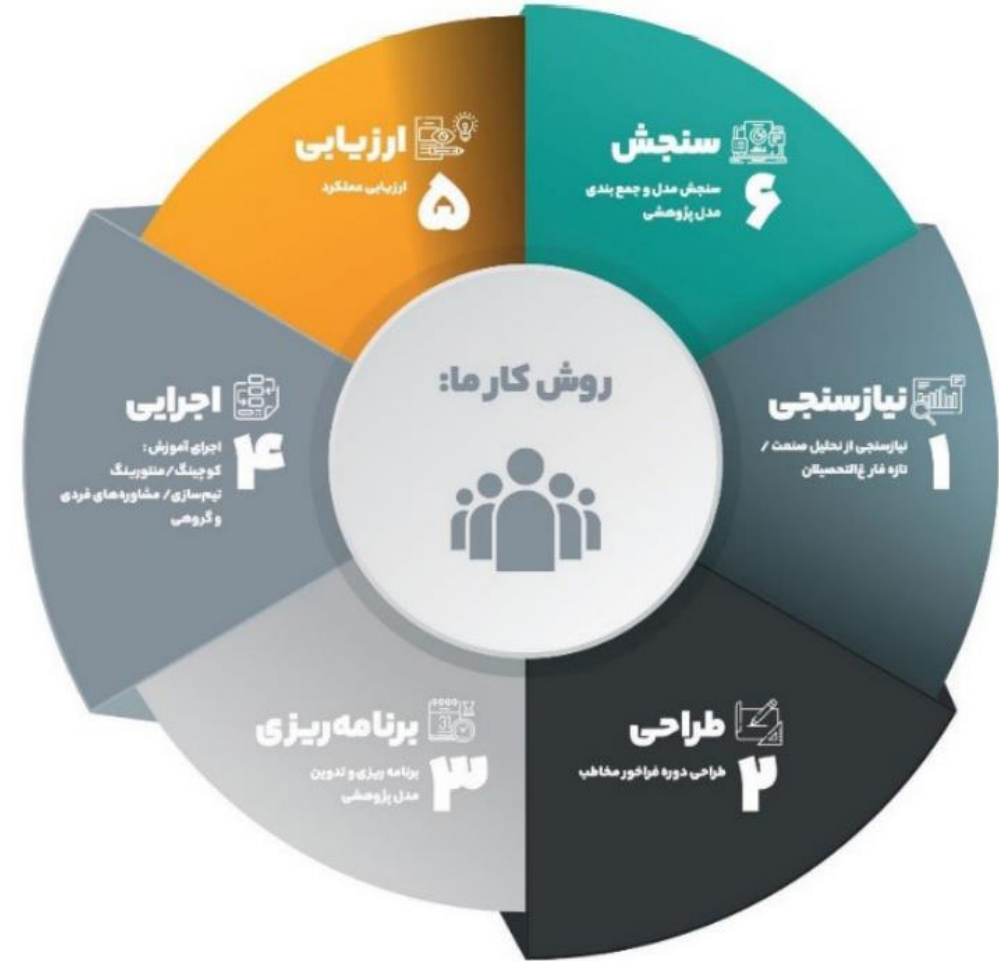 روش کار ما:
نیازسنجی
۱
نیازسنجی از تحلیل صنعت /
تازه فار غ‌التحصیلان
طراحی
۲
طراحی دوره فراخور مخاطب
برنامه‌ریزی
۳
برنامه ریزی و تدوین
مدل پژوهشی
اجرایی
۴
اجرای آموزش :
کوچینگ / منتورینگ
تیم‌سازی / مشاوره‌های فردی
و گروهی
ارزیابی
۵
ارزیابی عملکرد
سنجش
۶
سنجش مدل و جمع بندی
مدل پژوهشی